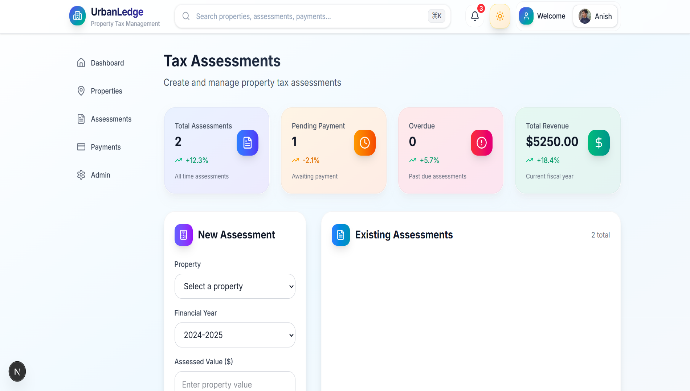 UrbanLedge
Property Tax Management
Search properties, assessments, payments...
⌘K
3
Welcome
Anish
Dashboard
Properties
Assessments
Payments
Admin
Tax Assessments
Create and manage property tax assessments
Total Assessments
2
+12.3%
All time assessments
Pending Payment
1
-2.1%
Awaiting payment
Overdue
0
+5.7%
Past due assessments
Total Revenue
$5250.00
+18.4%
Current fiscal year
New Assessment
Property
Select a property
Financial Year
2024-2025
Assessed Value ($)
Enter property value
Existing Assessments
2 total
N